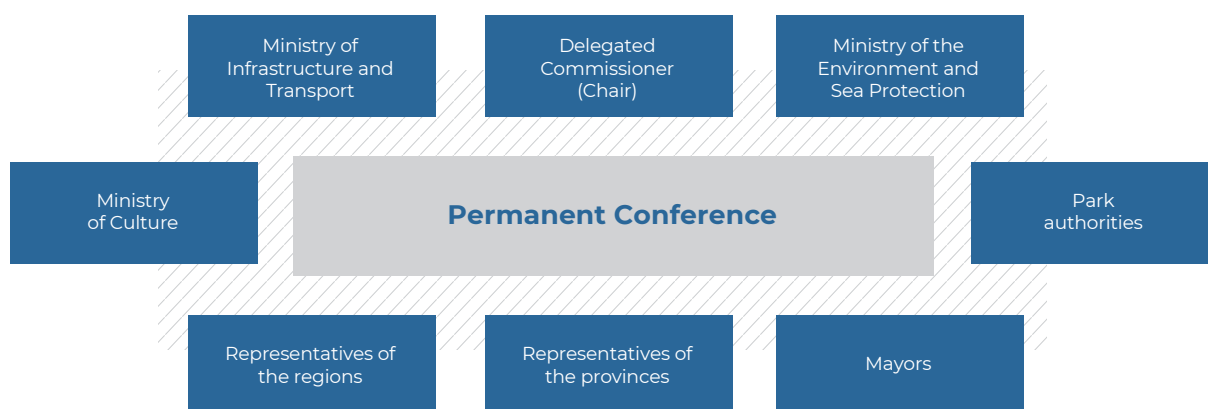 Ministry of
Infrastructure and
Transport
Delegated
Commissioner
(Chair)
Ministry of the
Environment and
Sea Protection
Ministry
of Culture
Permanent Conference
Park
authorities
Representatives of
the regions
Representatives of
the provinces
Mayors